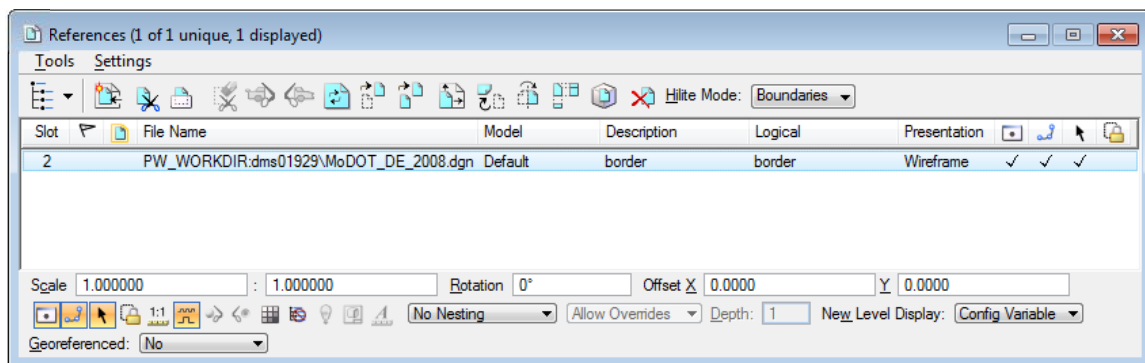 References (1 of 1 unique, 1 displayed)
Tools Settings
Hilite Mode: Boundaries
Slot File Name Model Description Logical Presentation
2 PW_WORKDIR:dms01929\MoDOT_DE_2008.dgn Default border border Wireframe
Scale 1.000000 : 1.000000 Rotation 0° Offset X 0.0000 Y 0.0000
1:1 No Nesting Allow Overrides Depth: 1 New Level Display: Config Variable
Georeferenced: No